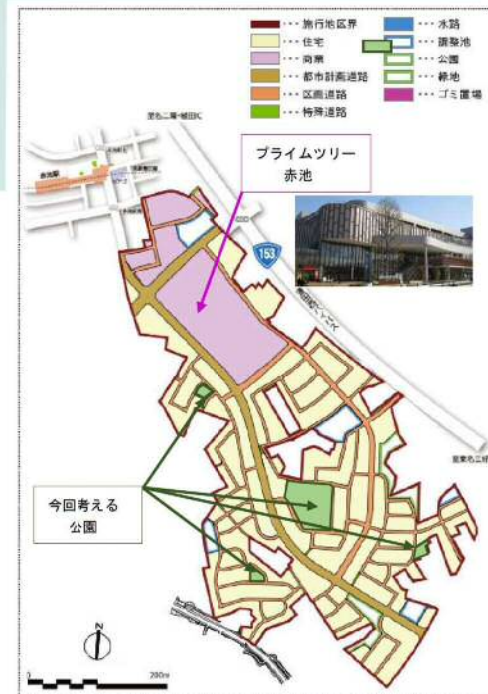 … 施行地区界
… 住宅
… 商業
… 都市計画道路
… 区画道路
… 特殊道路
… 水路
… 調整池
… 公園
… 緑地
… ゴミ置場
プライムツリー
赤池
153
今回考える
公園
N
0
200m